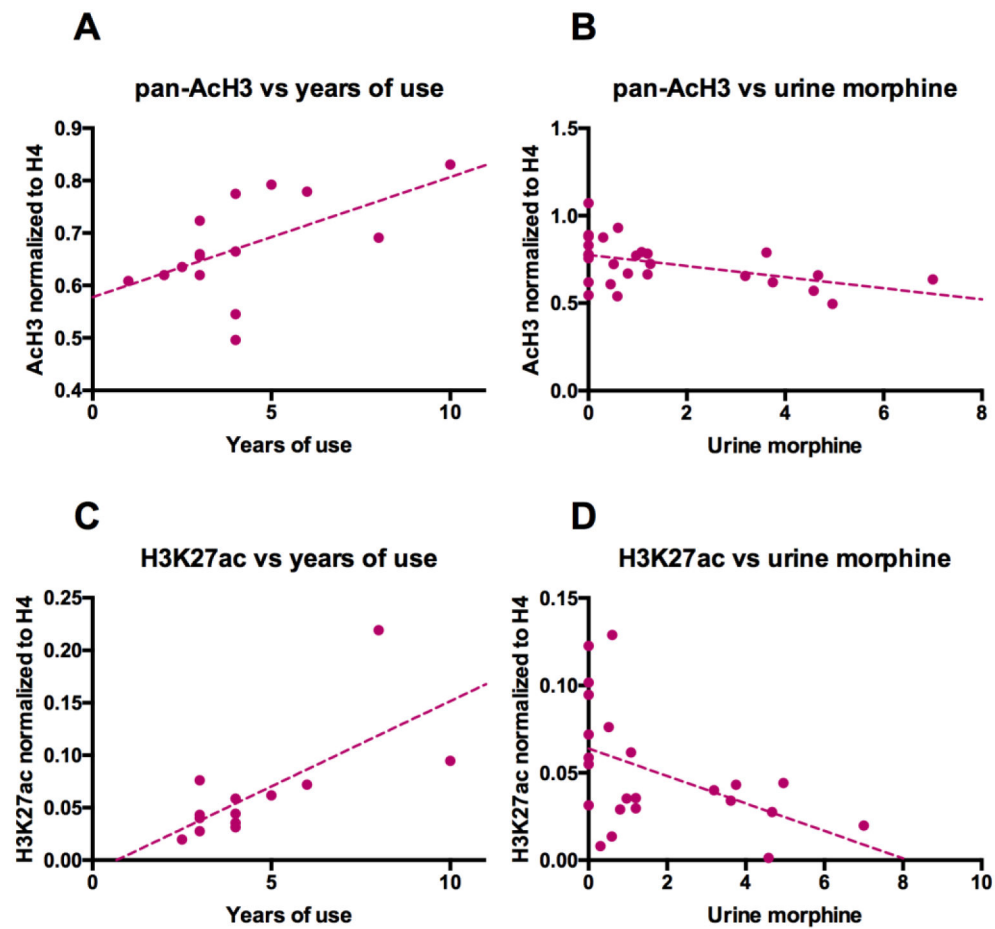 A
pan-AcH3 vs years of use
AcH3 normalized to H4
0.9
0.8
0.7
0.6
0.5
0.4
0
5
10
Years of use
B
pan-AcH3 vs urine morphine
AcH3 normalized to H4
1.5
1.0
0.5
0.0
0
2
4
6
8
Urine morphine
C
H3K27ac vs years of use
H3K27ac normalized to H4
0.25
0.20
0.15
0.10
0.05
0.00
0
5
10
Years of use
D
H3K27ac vs urine morphine
H3K27ac normalized to H4
0.15
0.10
0.05
0.00
0
2
4
6
8
10
Urine morphine